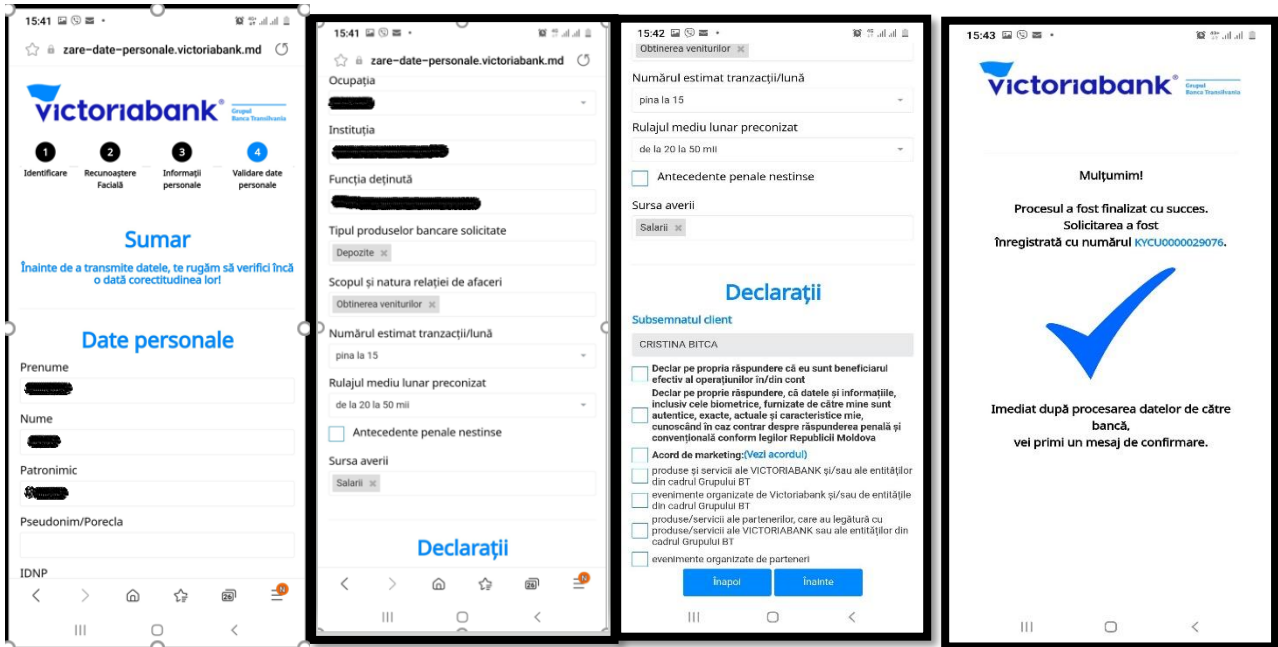 15:41
zare-date-personale.victoriabank.md
victoriabank®
Grupul
Banca Transilvania
1
2
3
4
Identificare
Recunoaștere
Facială
Informații
personale
Validare date
personale
Sumar
Înainte de a transmite datele, te rugăm să verifici încă
o dată corectitudinea lor!
Date personale
Prenume
Nume
Patronimic
Pseudonim/Porecla
IDNP
26
N
15:41
zare-date-personale.victoriabank.md
Ocupația
Instituția
Funcția deținută
Tipul produselor bancare solicitate
Depozite ×
Scopul și natura relației de afaceri
Obtinerea veniturilor ×
Numărul estimat tranzacții/lună
pina la 15
Rulajul mediu lunar preconizat
de la 20 la 50 mii
Antecedente penale nestinse
Sursa averii
Salarii ×
Declarații
26
N
15:42
Obtinerea veniturilor ×
Numărul estimat tranzacții/lună
pina la 15
Rulajul mediu lunar preconizat
de la 20 la 50 mii
Antecedente penale nestinse
Sursa averii
Salarii ×
Declarații
Subsemnatul client
CRISTINA BITCA
Declar pe propria răspundere că eu sunt beneficiarul
efectiv al operațiunilor în/din cont
Declar pe proprie răspundere, că datele și informațiile,
inclusiv cele biometrice, furnizate de către mine sunt
autentice, exacte, actuale și caracteristice mie,
cunoscând în caz contrar despre răspunderea penală și
convențională conform legilor Republicii Moldova
Acord de marketing:(Vezi acordul)
produse și servicii ale VICTORIABANK și/sau ale entităților
din cadrul Grupului BT
evenimente organizate de Victoriabank și/sau de entitățile
din cadrul Grupului BT
produse/servicii ale partenerilor, care au legătură cu
produse/servicii ale VICTORIABANK sau ale entităților din
cadrul Grupului BT
evenimente organizate de parteneri
Înapoi
Înainte
15:43
victoriabank®
Grupul
Banca Transilvania
Mulțumim!
Procesul a fost finalizat cu succes.
Solicitarea a fost
înregistrată cu numărul KYCU0000029076.
Imediat după procesarea datelor de către
bancă,
vei primi un mesaj de confirmare.